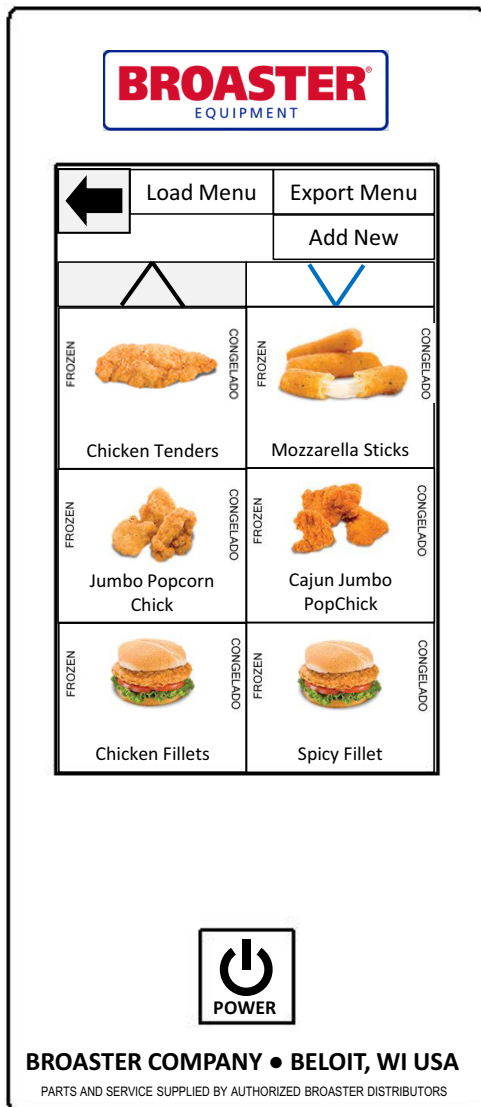 BROASTER®
EQUIPMENT
Load Menu
Export Menu
Add New
FROZEN
CONGELADO
Chicken Tenders
FROZEN
CONGELADO
Mozzarella Sticks
FROZEN
CONGELADO
Jumbo Popcorn
Chick
FROZEN
CONGELADO
Cajun Jumbo
PopChick
FROZEN
CONGELADO
Chicken Fillets
FROZEN
CONGELADO
Spicy Fillet
POWER
BROASTER COMPANY ● BELOIT, WI USA
PARTS AND SERVICE SUPPLIED BY AUTHORIZED BROASTER DISTRIBUTORS